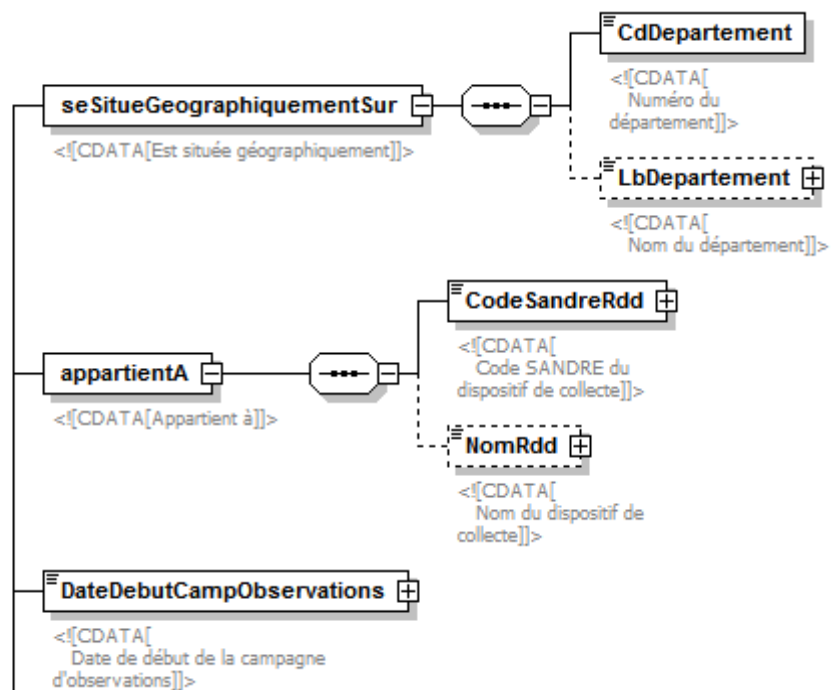 seSitueGeographiquementSur
<![CDATA[Est située géographiquement]]>
CdDepartement
<![CDATA[
Numéro du
département]]>
LbDepartement
<![CDATA[
Nom du département]]>
appartientA
<![CDATA[Appartient à]]>
CodeSandreRdd
<![CDATA[
Code SANDRE du
dispositif de collecte]]>
NomRdd
<![CDATA[
Nom du dispositif de
collecte]]>
DateDebutCampObservations
<![CDATA[
Date de début de la campagne
d'observations]]>